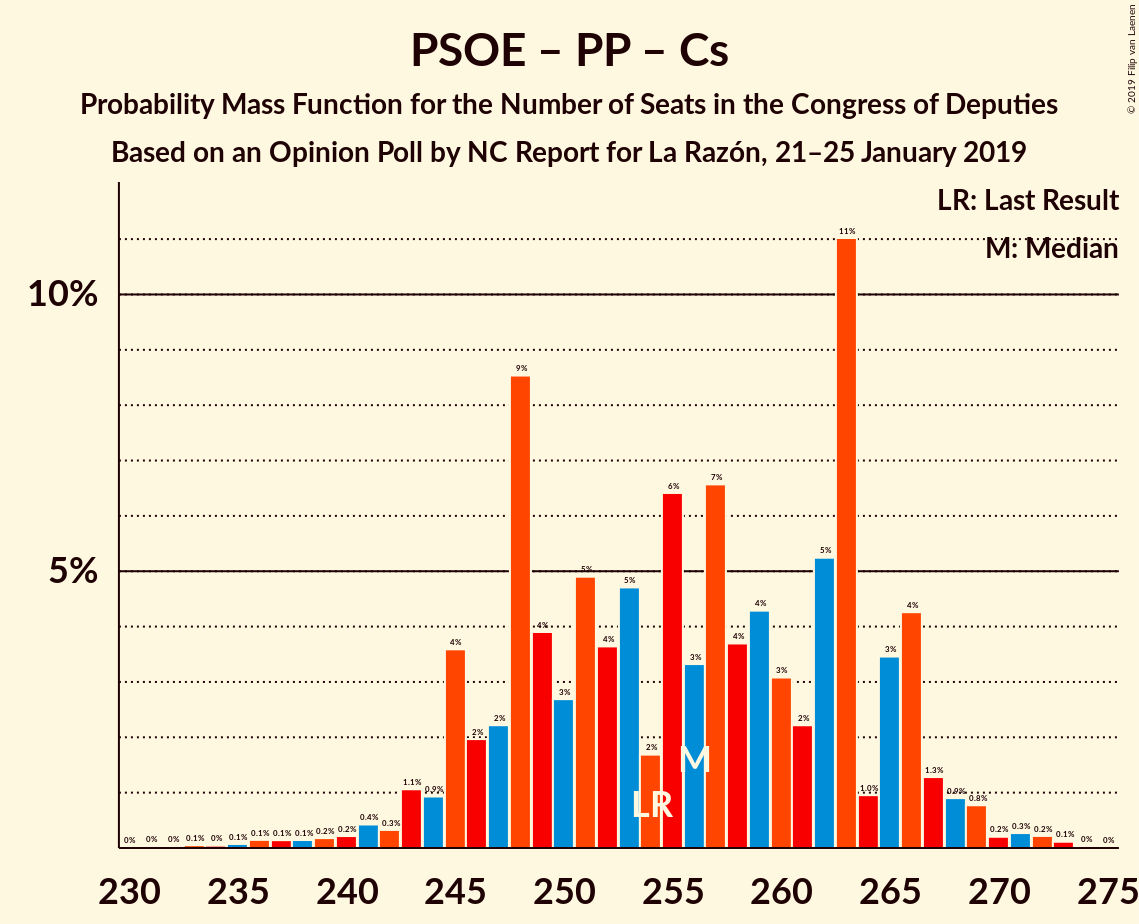 PSOE – PP – Cs
Probability Mass Function for the Number of Seats in the Congress of Deputies
Based on an Opinion Poll by NC Report for La Razón, 21–25 January 2019
© 2019 Filip van Laenen
LR: Last Result
M: Median
10%
5%
0% 0% 0% 0.1% 0% 0.1% 0.1% 0.1% 0.1% 0.2% 0.2% 0.4% 0.3% 1.1% 0.9% 4% 2% 2% 9% 4% 3% 5% 4% 5% 2% 6% 3% 7% 4% 4% 3% 2% 5% 11% 1.0% 3% 4% 1.3% 0.9% 0.8% 0.2% 0.3% 0.2% 0.1% 0% 0%
M
LR
230 235 240 245 250 255 260 265 270 275